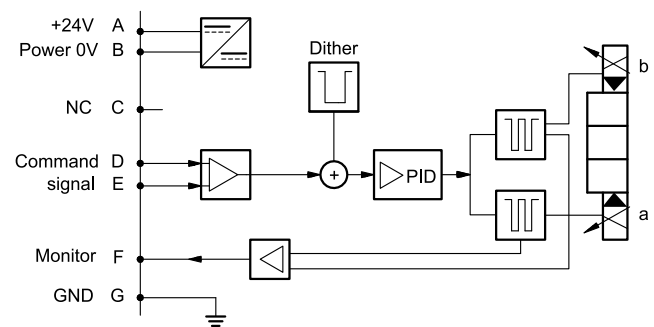 +24V A
Power 0V B
Dither
b
NC C
Command D
signal E
+
PID
a
Monitor F
GND G